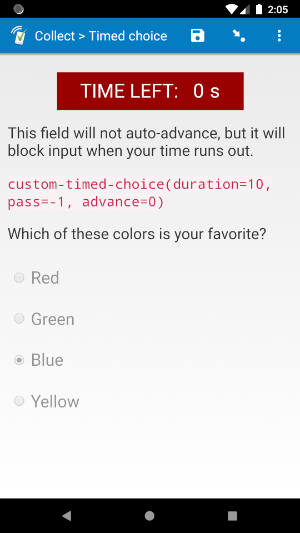 2:05
Collect > Timed choice
TIME LEFT: 0 s
This field will not auto-advance, but it will
block input when your time runs out.
custom-timed-choice(duration=10,
pass=-1, advance=0)
Which of these colors is your favorite?
Red
Green
Blue
Yellow